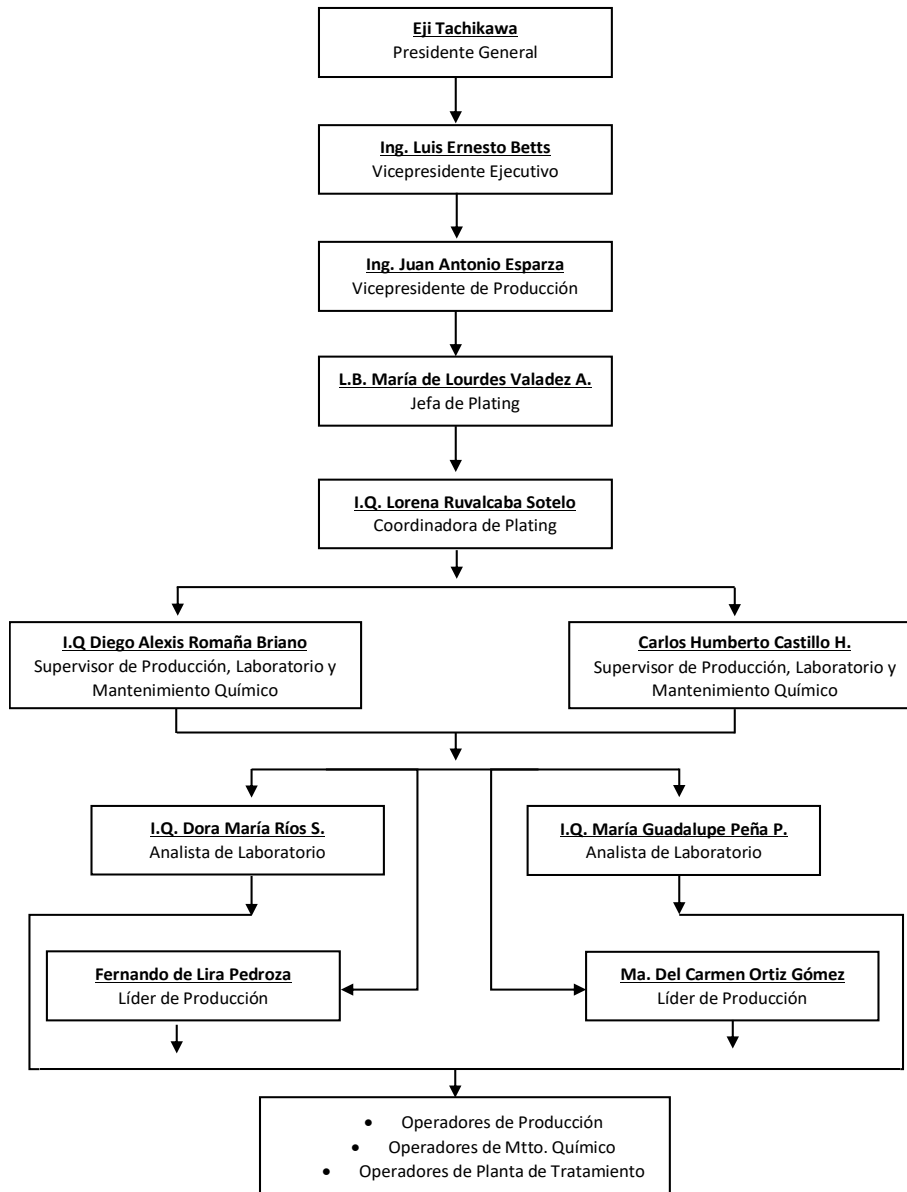 Eji Tachikawa
Presidente General
Ing. Luis Ernesto Betts
Vicepresidente Ejecutivo
Ing. Juan Antonio Esparza
Vicepresidente de Producción
L.B. María de Lourdes Valadez A.
Jefa de Plating
I.Q. Lorena Ruvalcaba Sotelo
Coordinadora de Plating
I.Q Diego Alexis Romaña Briano
Supervisor de Producción, Laboratorio y
Mantenimiento Químico
Carlos Humberto Castillo H.
Supervisor de Producción, Laboratorio y
Mantenimiento Químico
I.Q. Dora María Ríos S.
Analista de Laboratorio
I.Q. María Guadalupe Peña P.
Analista de Laboratorio
Fernando de Lira Pedroza
Líder de Producción
Ma. Del Carmen Ortiz Gómez
Líder de Producción
• Operadores de Producción
• Operadores de Mtto. Químico
• Operadores de Planta de Tratamiento